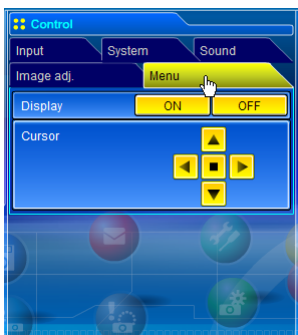 Control
Input System Sound
Image adj. Menu
Display ON OFF
Cursor